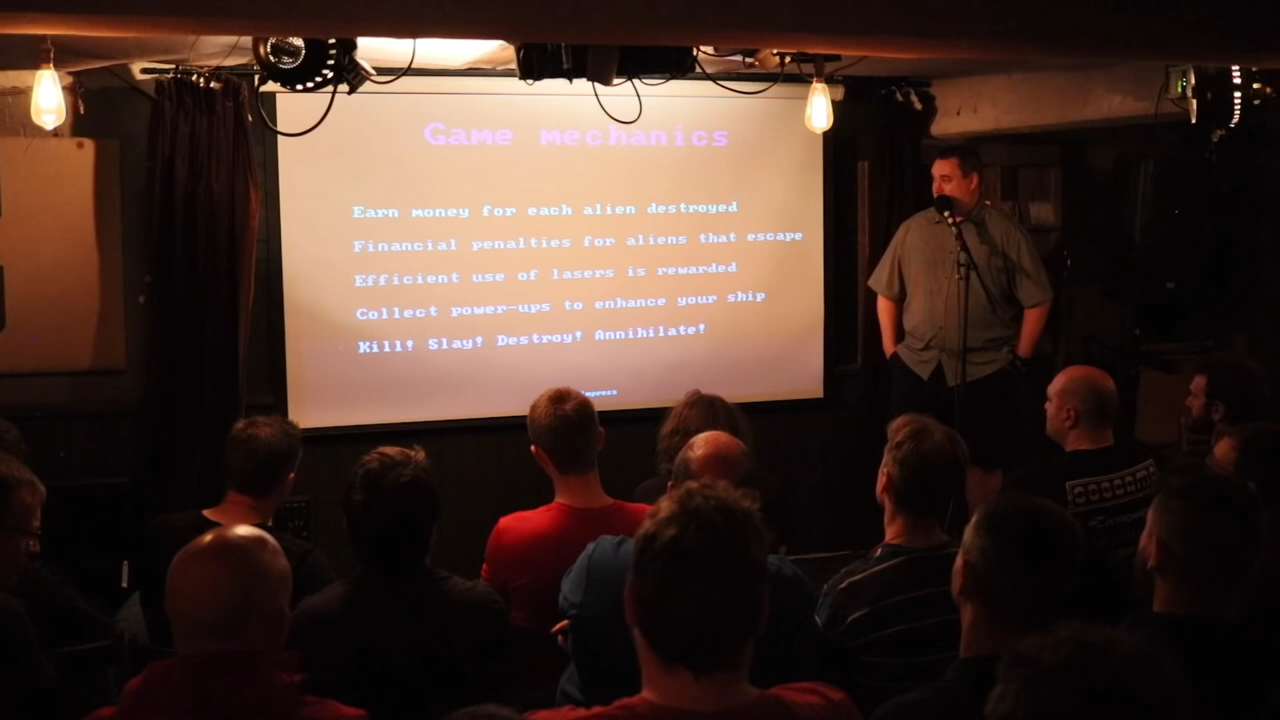 Game mechanics
Earn money for each alien destroyed
Financial penalties for aliens that escape
Efficient use of lasers is rewarded
Collect power-ups to enhance your ship
Kill! Slay! Destroy! Annihilate!